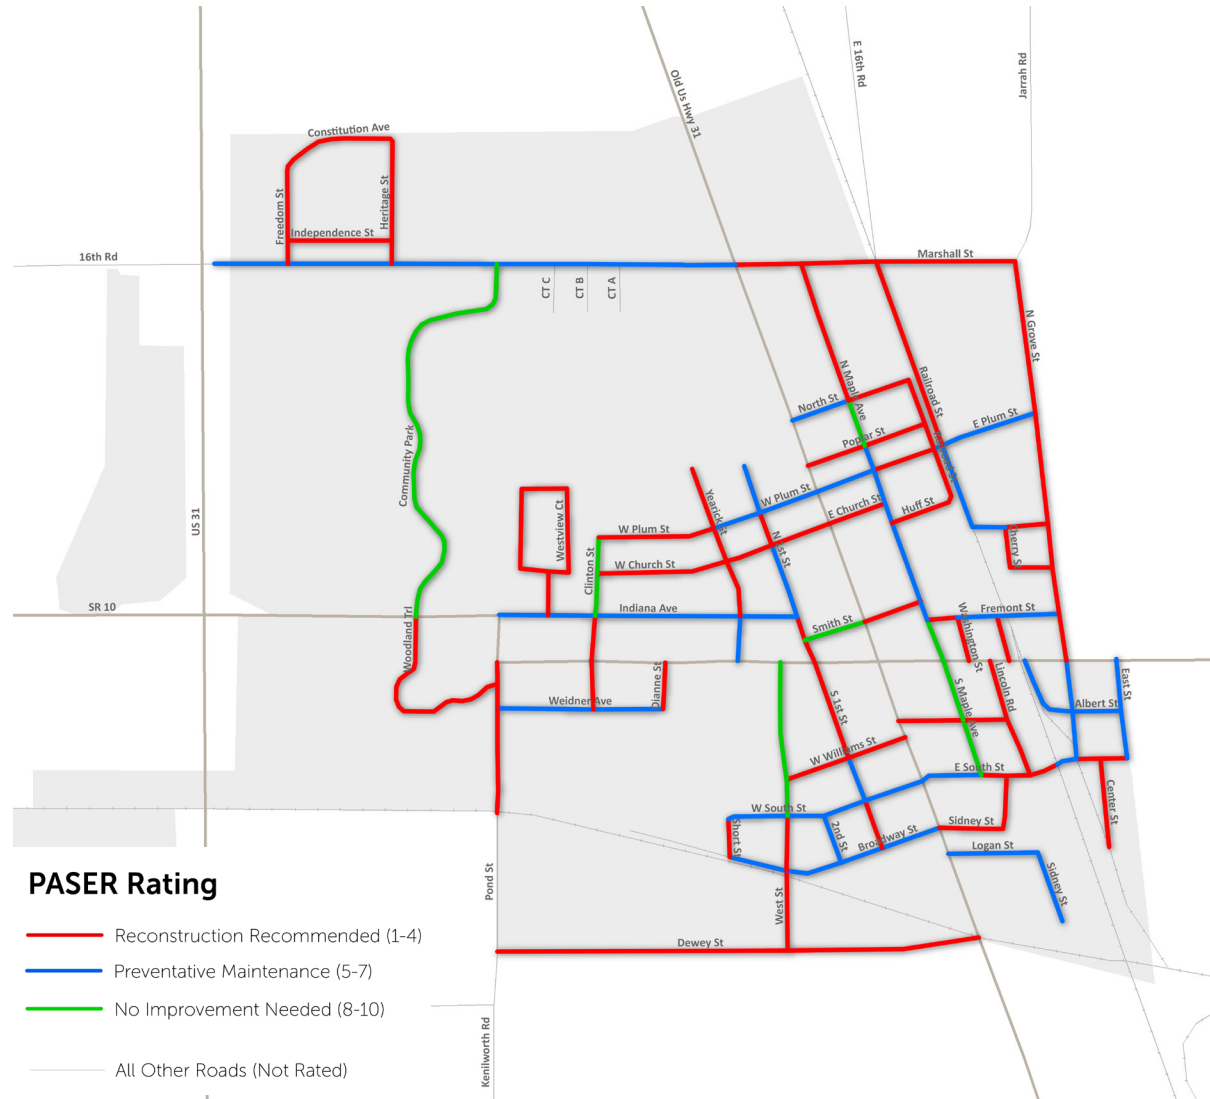 Old Us Hwy 31
E 16th Rd
Jarrah Rd
Constitution Ave
Freedom St
Heritage St
Independence St
16th Rd
Marshall St
CT C
CT B
CT A
N Grove St
N Maple Ave
Railroad St
North St
E Plum St
Poplar St
Community Park
Railroad St
W Plum St
Yearick St
Westview Ct
E Church St
Huff St
US 31
W Plum St
N 1st St
Cherry St
Clinton St
W Church St
SR 10
Indiana Ave
Smith St
Fremont St
Washington St
Woodland Trl
Dianne St
Lincoln Rd
East St
Weidner Ave
S 1st St
S Maple Ave
Albert St
W Williams St
E South St
W South St
Center St
Short St
2nd St
Broadway St
Sidney St
Logan St
Sidney St
Pond St
West St
Dewey St
Kenilworth Rd
PASER Rating
Reconstruction Recommended (1-4)
Preventative Maintenance (5-7)
No Improvement Needed (8-10)
All Other Roads (Not Rated)